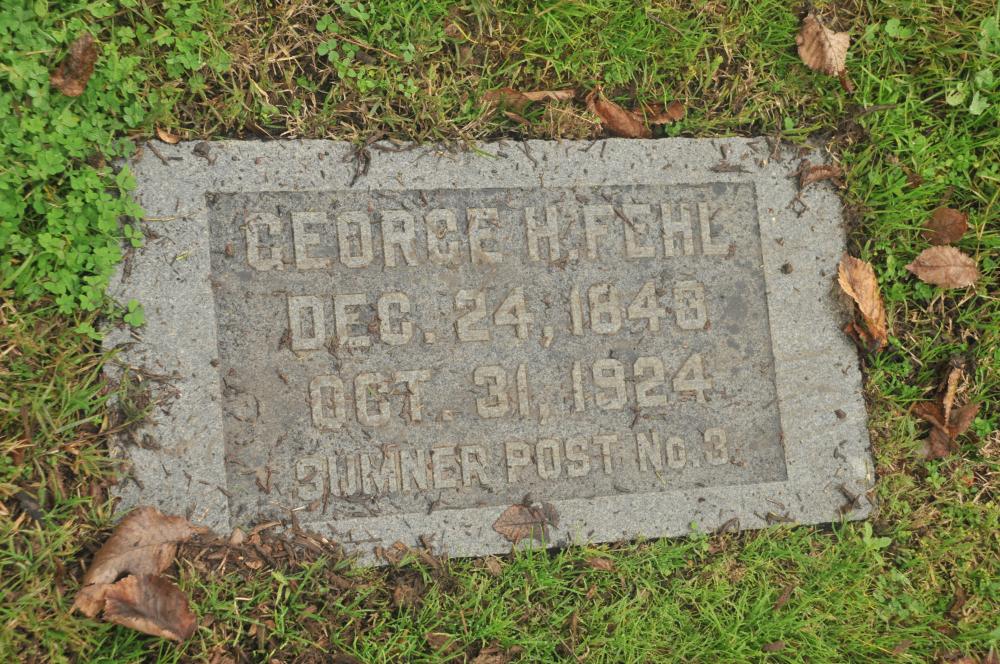 GEORGE H. FEHL
DEC. 24, 1848
OCT. 31, 1924
SUMNER POST No. 3